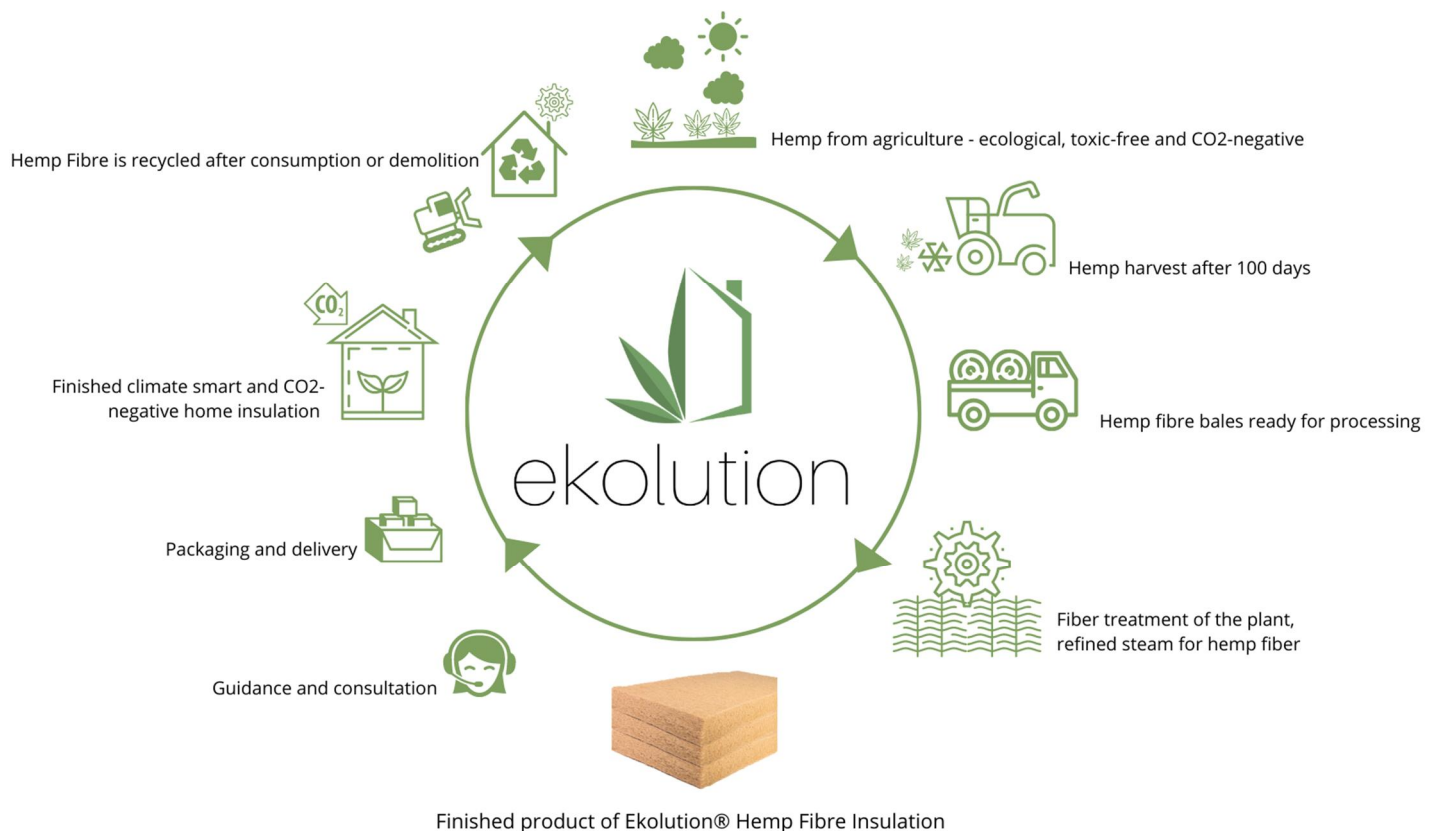 Hemp from agriculture - ecological, toxic-free and CO2-negative
Hemp harvest after 100 days
Hemp fibre bales ready for processing
Fiber treatment of the plant,
refined steam for hemp fiber
Finished product of Ekolution® Hemp Fibre Insulation
Guidance and consultation
Packaging and delivery
Finished climate smart and CO2-
negative home insulation
CO₂
Hemp Fibre is recycled after consumption or demolition
ekolution